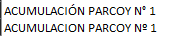 ACUMULACIÓN PARCOY N° 1
ACUMULACION PARCOY Nº 1